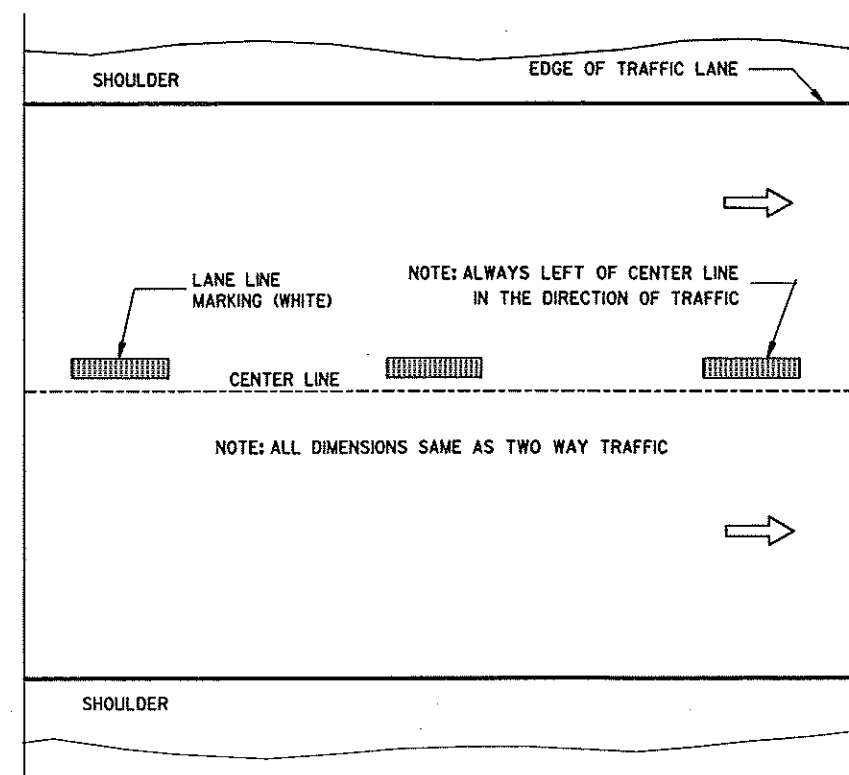 SHOULDER
EDGE OF TRAFFIC LANE
LANE LINE
MARKING (WHITE)
NOTE: ALWAYS LEFT OF CENTER LINE
IN THE DIRECTION OF TRAFFIC
CENTER LINE
NOTE: ALL DIMENSIONS SAME AS TWO WAY TRAFFIC
SHOULDER